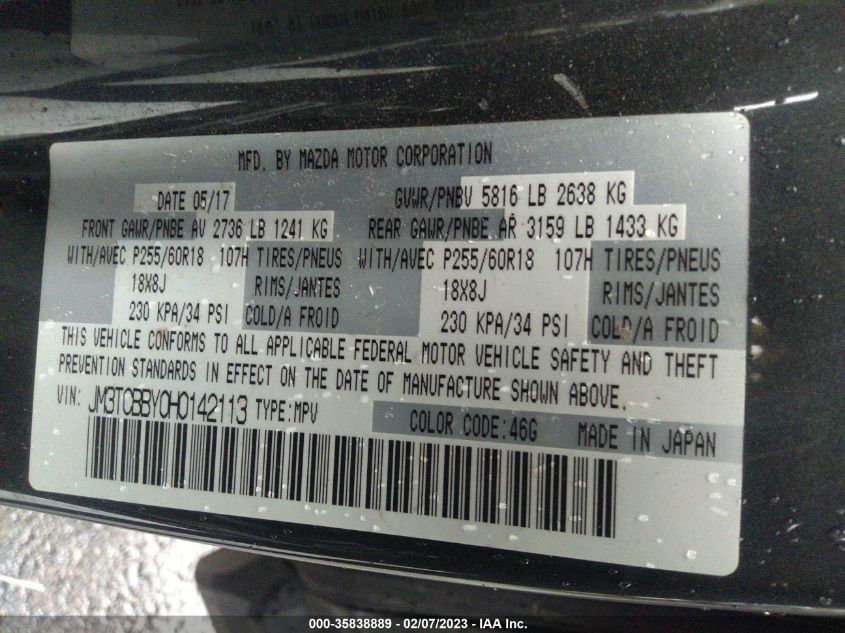 MFD. BY MAZDA MOTOR CORPORATION
DATE 05/17 GVWR/PNBV 5816 LB 2638 KG
FRONT GAWR/PNBE AV 2736 LB 1241 KG REAR GAWR/PNBE AR 3159 LB 1433 KG
WITH/AVEC P255/60R18 107H TIRES/PNEUS WITH/AVEC P255/60R18 107H TIRES/PNEUS
18X8J RIMS/JANTES 18X8J RIMS/JANTES
230 KPA/34 PSI COLD/A FROID 230 KPA/34 PSI COLD/A FROID
THIS VEHICLE CONFORMS TO ALL APPLICABLE FEDERAL MOTOR VEHICLE SAFETY AND THEFT
PREVENTION STANDARDS IN EFFECT ON THE DATE OF MANUFACTURE SHOWN ABOVE.
VIN: JM3TCBBY0H0142113 TYPE:MPV
COLOR CODE:46G MADE IN JAPAN
000-35838889 — 02/07/2023 — IAA Inc.